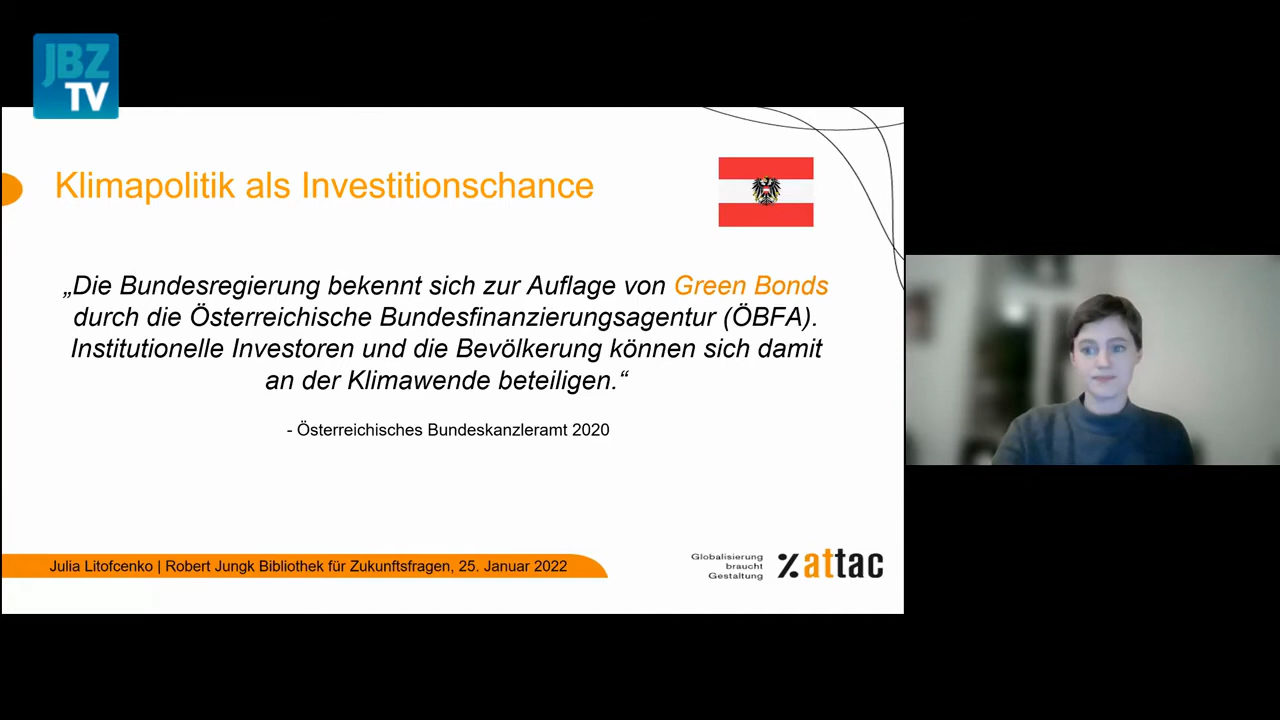 JBZ
TV
Klimapolitik als Investitionschance
„Die Bundesregierung bekennt sich zur Auflage von Green Bonds
durch die Österreichische Bundesfinanzierungsagentur (ÖBFA).
Institutionelle Investoren und die Bevölkerung können sich damit
an der Klimawende beteiligen.“
- Österreichisches Bundeskanzleramt 2020
Julia Litofcenko | Robert Jungk Bibliothek für Zukunftsfragen, 25. Januar 2022
Globalisierung
braucht
Gestaltung
attac